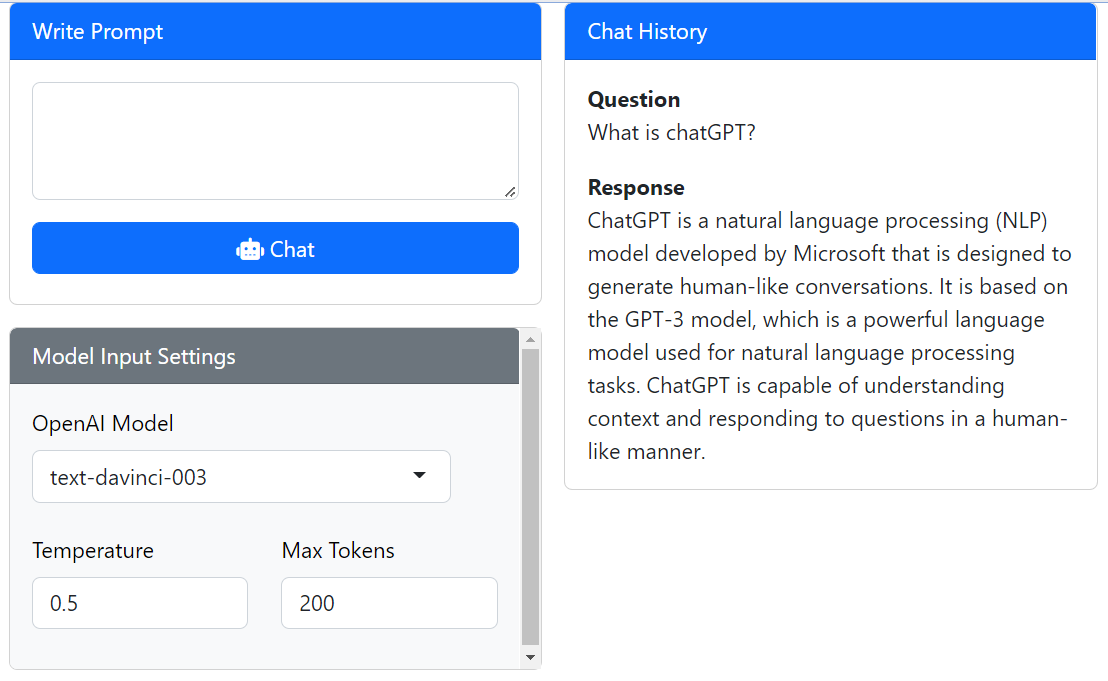 Write Prompt
Chat
Model Input Settings
OpenAI Model
text-davinci-003
Temperature
Max Tokens
0.5
200
Chat History
Question
What is chatGPT?
Response
ChatGPT is a natural language processing (NLP)
model developed by Microsoft that is designed to
generate human-like conversations. It is based on
the GPT-3 model, which is a powerful language
model used for natural language processing
tasks. ChatGPT is capable of understanding
context and responding to questions in a human-
like manner.